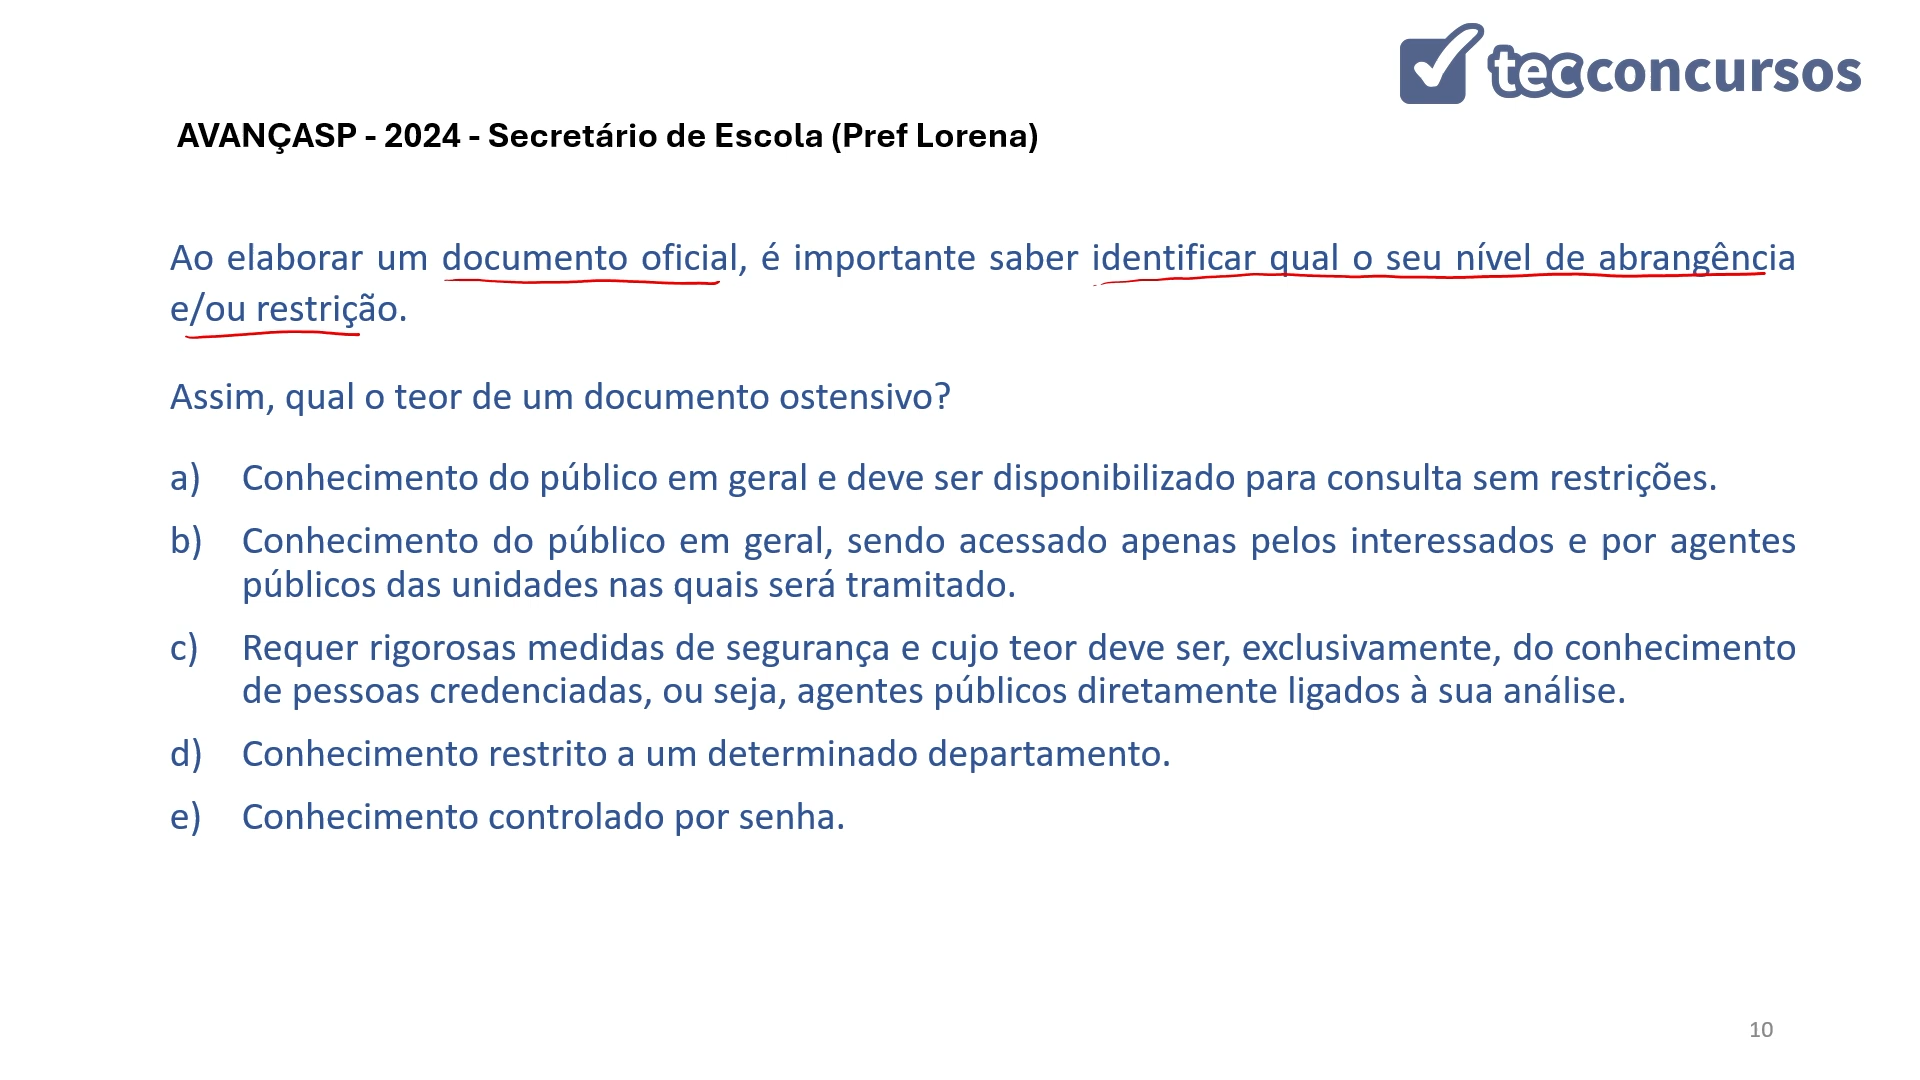 tecconcursos
AVANÇASP - 2024 - Secretário de Escola (Pref Lorena)
Ao elaborar um documento oficial, é importante saber identificar qual o seu nível de abrangência
e/ou restrição.
Assim, qual o teor de um documento ostensivo?
a) Conhecimento do público em geral e deve ser disponibilizado para consulta sem restrições.
b) Conhecimento do público em geral, sendo acessado apenas pelos interessados e por agentes
públicos das unidades nas quais será tramitado.
c) Requer rigorosas medidas de segurança e cujo teor deve ser, exclusivamente, do conhecimento
de pessoas credenciadas, ou seja, agentes públicos diretamente ligados à sua análise.
d) Conhecimento restrito a um determinado departamento.
e) Conhecimento controlado por senha.
10